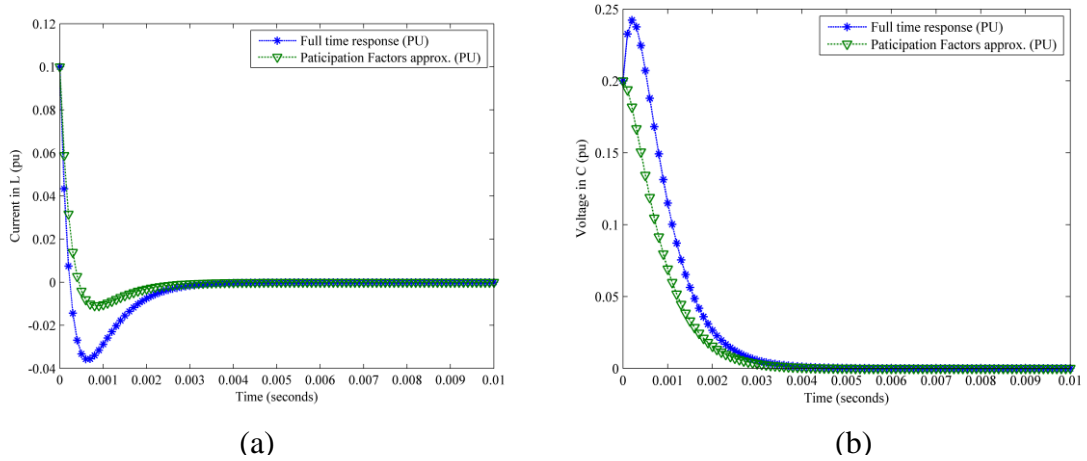 0.12
0.1
0.08
0.06
0.04
0.02
0
-0.02
-0.04
Current in L (pu)
Full time response (PU)
Paticipation Factors approx. (PU)
0 0.001 0.002 0.003 0.004 0.005 0.006 0.007 0.008 0.009 0.01
Time (seconds)
(a)
0.25
0.2
0.15
0.1
0.05
0
Voltage in C (pu)
Full time response (PU)
Paticipation Factors approx. (PU)
0 0.001 0.002 0.003 0.004 0.005 0.006 0.007 0.008 0.009 0.01
Time (seconds)
(b)